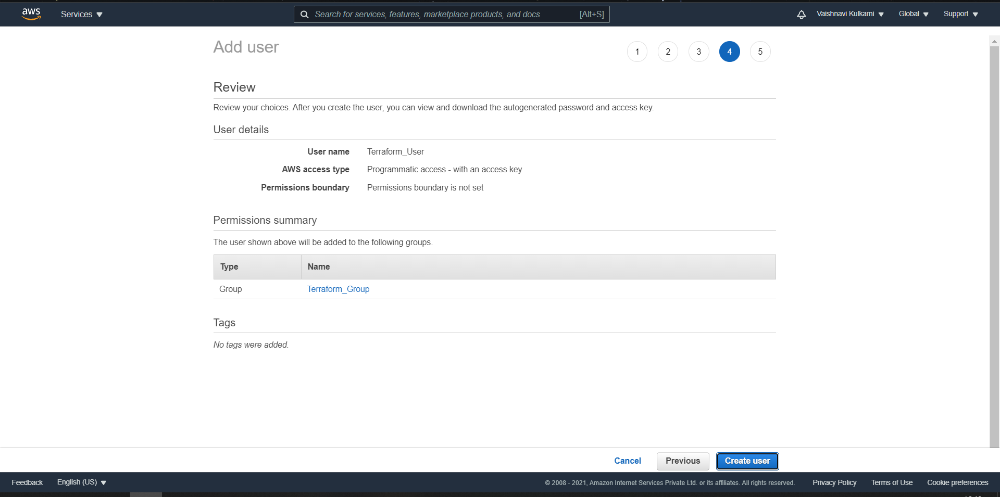 aws
Services
Search for services, features, marketplace products, and docs [Alt+S]
Vaishnavi Kulkarni
Global
Support
Add user
1 2 3 4 5
Review
Review your choices. After you create the user, you can view and download the autogenerated password and access key.
User details
User name Terraform_User
AWS access type Programmatic access - with an access key
Permissions boundary Permissions boundary is not set
Permissions summary
The user shown above will be added to the following groups.
Type Name
Group Terraform_Group
Tags
No tags were added.
Cancel Previous Create user
Feedback English (US) © 2008 - 2021, Amazon Internet Services Private Ltd. or its affiliates. All rights reserved. Privacy Policy Terms of Use Cookie preferences